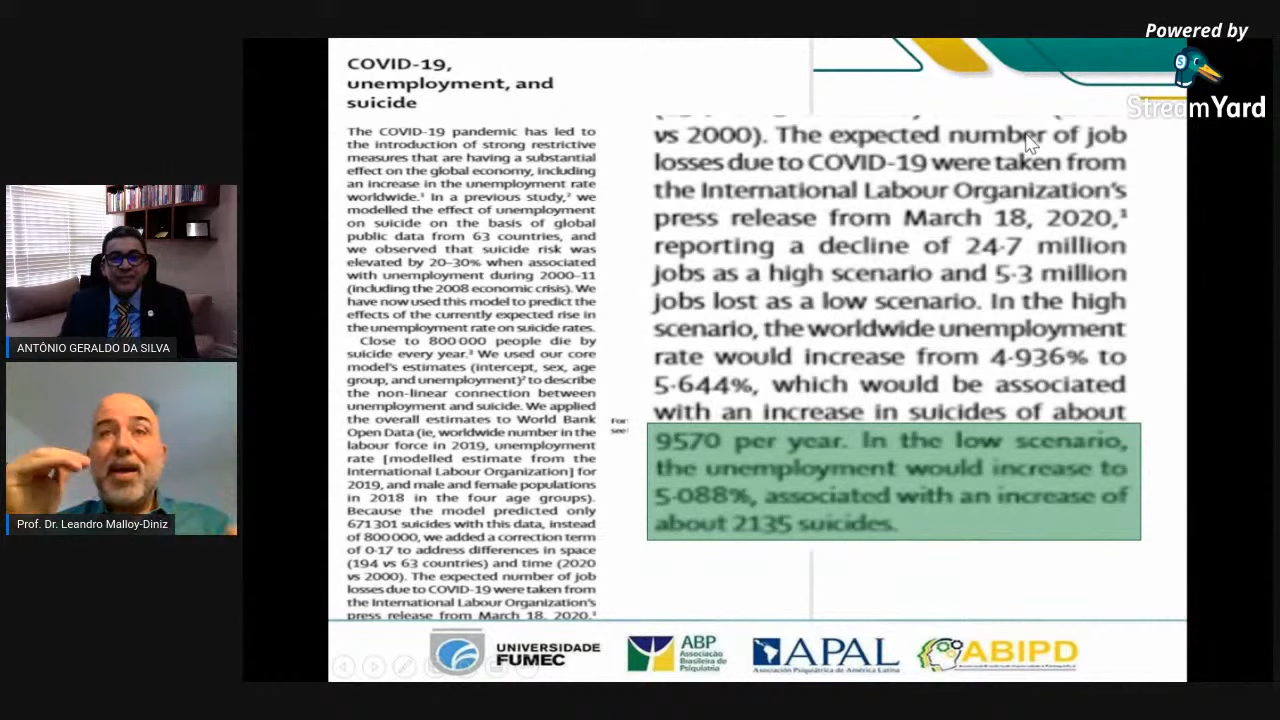 Powered by
StreamYard
COVID-19,
unemployment, and
suicide
The COVID-19 pandemic has led to
the introduction of strong restrictive
measures that are having a substantial
effect on the global economy, including
an increase in the unemployment rate
worldwide.¹ In a previous study,² we
modelled the effect of unemployment
on suicide on the basis of global
public data from 63 countries, and
we observed that suicide risk was
elevated by 20–30% when associated
with unemployment during 2000–11
(including the 2008 economic crisis). We
have now used this model to predict the
effects of the currently expected rise in
the unemployment rate on suicide rates.
Close to 800 000 people die by
suicide every year.³ We used our core
model's estimates (intercept, sex, age
group, and unemployment)² to describe
the non-linear connection between
unemployment and suicide. We applied
the overall estimates to World Bank
Open Data (ie, worldwide number in the
labour force in 2019, unemployment
rate [modelled estimate from the
International Labour Organization] for
2019, and male and female populations
in 2018 in the four age groups).
Because the model predicted only
671 301 suicides with this data, instead
of 800 000, we added a correction term
of 0·17 to address differences in space
(194 vs 63 countries) and time (2020
vs 2000). The expected number of job
losses due to COVID-19 were taken from
the International Labour Organization's
press release from March 18, 2020,¹
For
see
vs 2000). The expected number of job
losses due to COVID-19 were taken from
the International Labour Organization's
press release from March 18, 2020,¹
reporting a decline of 24·7 million
jobs as a high scenario and 5·3 million
jobs lost as a low scenario. In the high
scenario, the worldwide unemployment
rate would increase from 4·936% to
5·644%, which would be associated
with an increase in suicides of about
9570 per year. In the low scenario,
the unemployment would increase to
5·088%, associated with an increase of
about 2135 suicides.
ANTÔNIO GERALDO DA SILVA
Prof. Dr. Leandro Malloy-Diniz
UNIVERSIDADE
FUMEC
ABP
Associação
Brasileira de
Psiquiatria
APAL
Asociación Psiquiátrica de América Latina
ABIPD